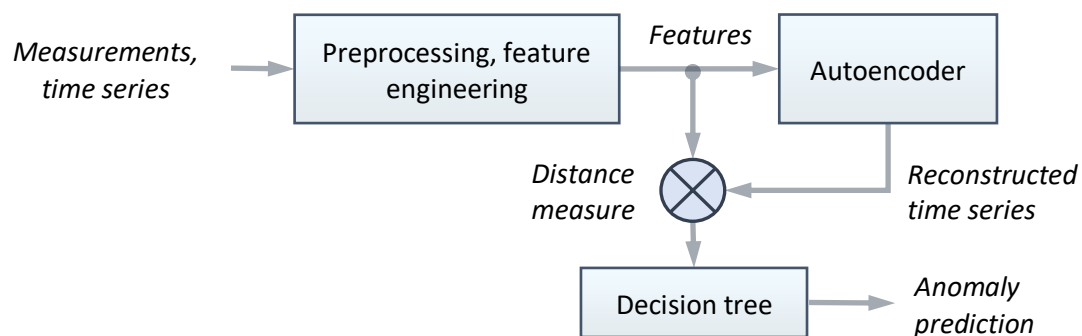 Measurements,
time series
Preprocessing, feature
engineering
Features
Autoencoder
Distance
measure
Reconstructed
time series
Decision tree
Anomaly
prediction